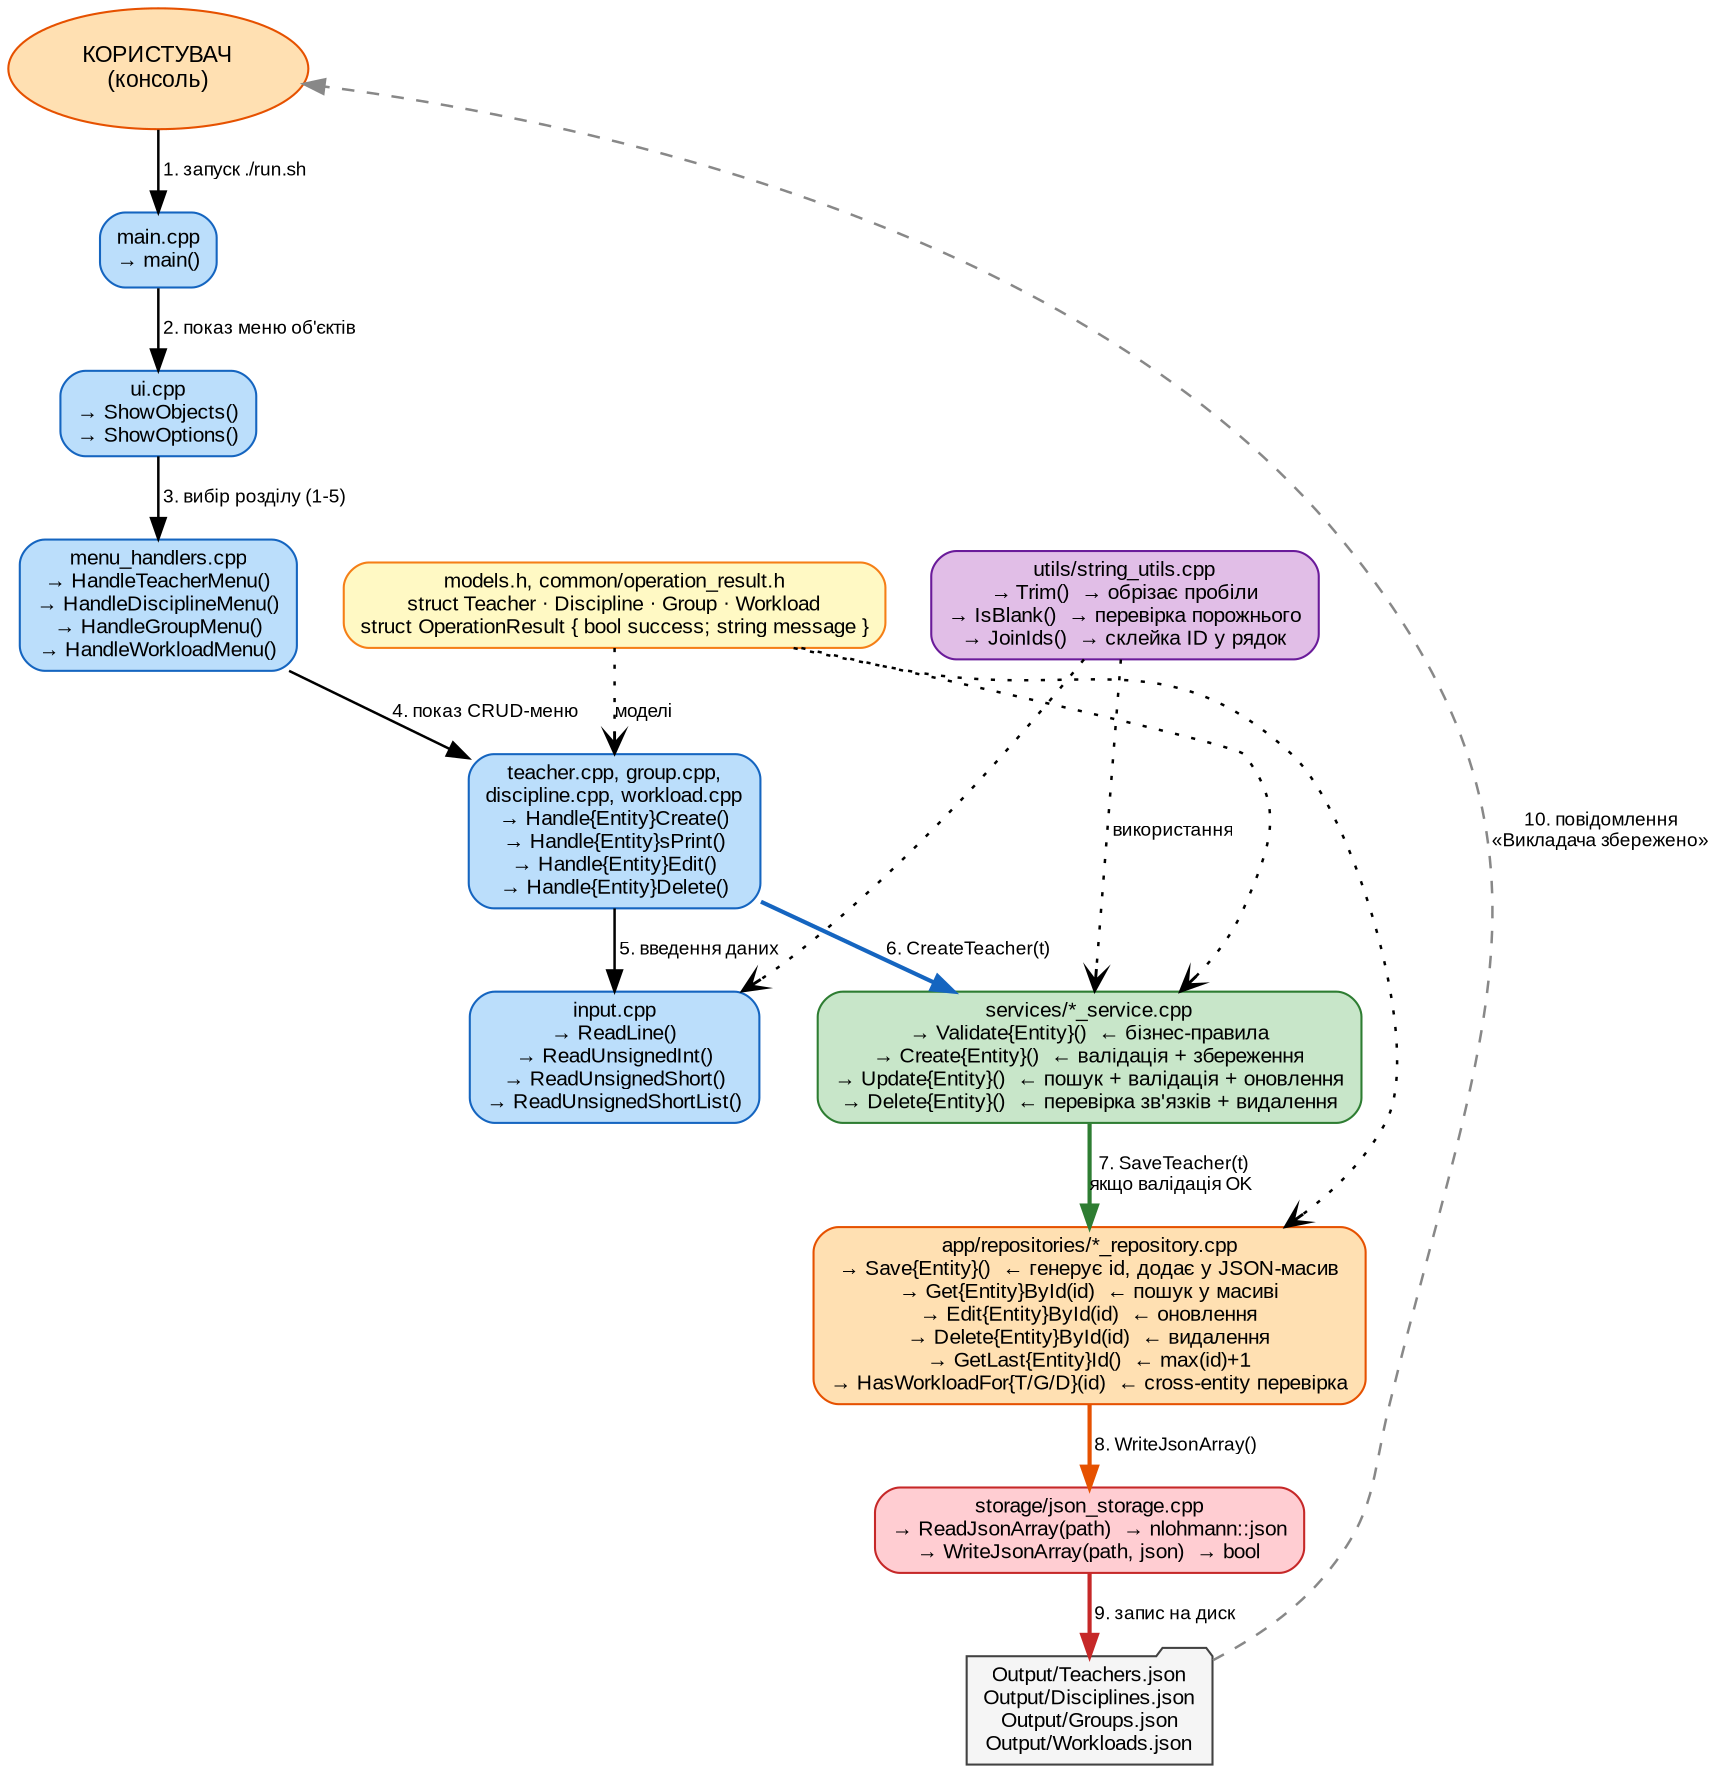 КОРИСТУВАЧ
(консоль)
1. запуск ./run.sh
main.cpp
→ main()
2. показ меню об'єктів
ui.cpp
→ ShowObjects()
→ ShowOptions()
3. вибір розділу (1-5)
menu_handlers.cpp
→ HandleTeacherMenu()
→ HandleDisciplineMenu()
→ HandleGroupMenu()
→ HandleWorkloadMenu()
models.h, common/operation_result.h
struct Teacher · Discipline · Group · Workload
struct OperationResult { bool success; string message }
utils/string_utils.cpp
→ Trim()  → обрізає пробіли
→ IsBlank()  → перевірка порожнього
→ JoinIds()  → склейка ID у рядок
4. показ CRUD-меню
моделі
teacher.cpp, group.cpp,
discipline.cpp, workload.cpp
→ Handle{Entity}Create()
→ Handle{Entity}sPrint()
→ Handle{Entity}Edit()
→ Handle{Entity}Delete()
використання
10. повідомлення
«Викладача збережено»
5. введення даних
6. CreateTeacher(t)
input.cpp
→ ReadLine()
→ ReadUnsignedInt()
→ ReadUnsignedShort()
→ ReadUnsignedShortList()
services/*_service.cpp
→ Validate{Entity}()  ← бізнес-правила
→ Create{Entity}()  ← валідація + збереження
→ Update{Entity}()  ← пошук + валідація + оновлення
→ Delete{Entity}()  ← перевірка зв'язків + видалення
7. SaveTeacher(t)
якщо валідація OK
app/repositories/*_repository.cpp
→ Save{Entity}()  ← генерує id, додає у JSON-масив
→ Get{Entity}ById(id)  ← пошук у масиві
→ Edit{Entity}ById(id)  ← оновлення
→ Delete{Entity}ById(id)  ← видалення
→ GetLast{Entity}Id()  ← max(id)+1
→ HasWorkloadFor{T/G/D}(id)  ← cross-entity перевірка
8. WriteJsonArray()
storage/json_storage.cpp
→ ReadJsonArray(path)  → nlohmann::json
→ WriteJsonArray(path, json)  → bool
9. запис на диск
Output/Teachers.json
Output/Disciplines.json
Output/Groups.json
Output/Workloads.json